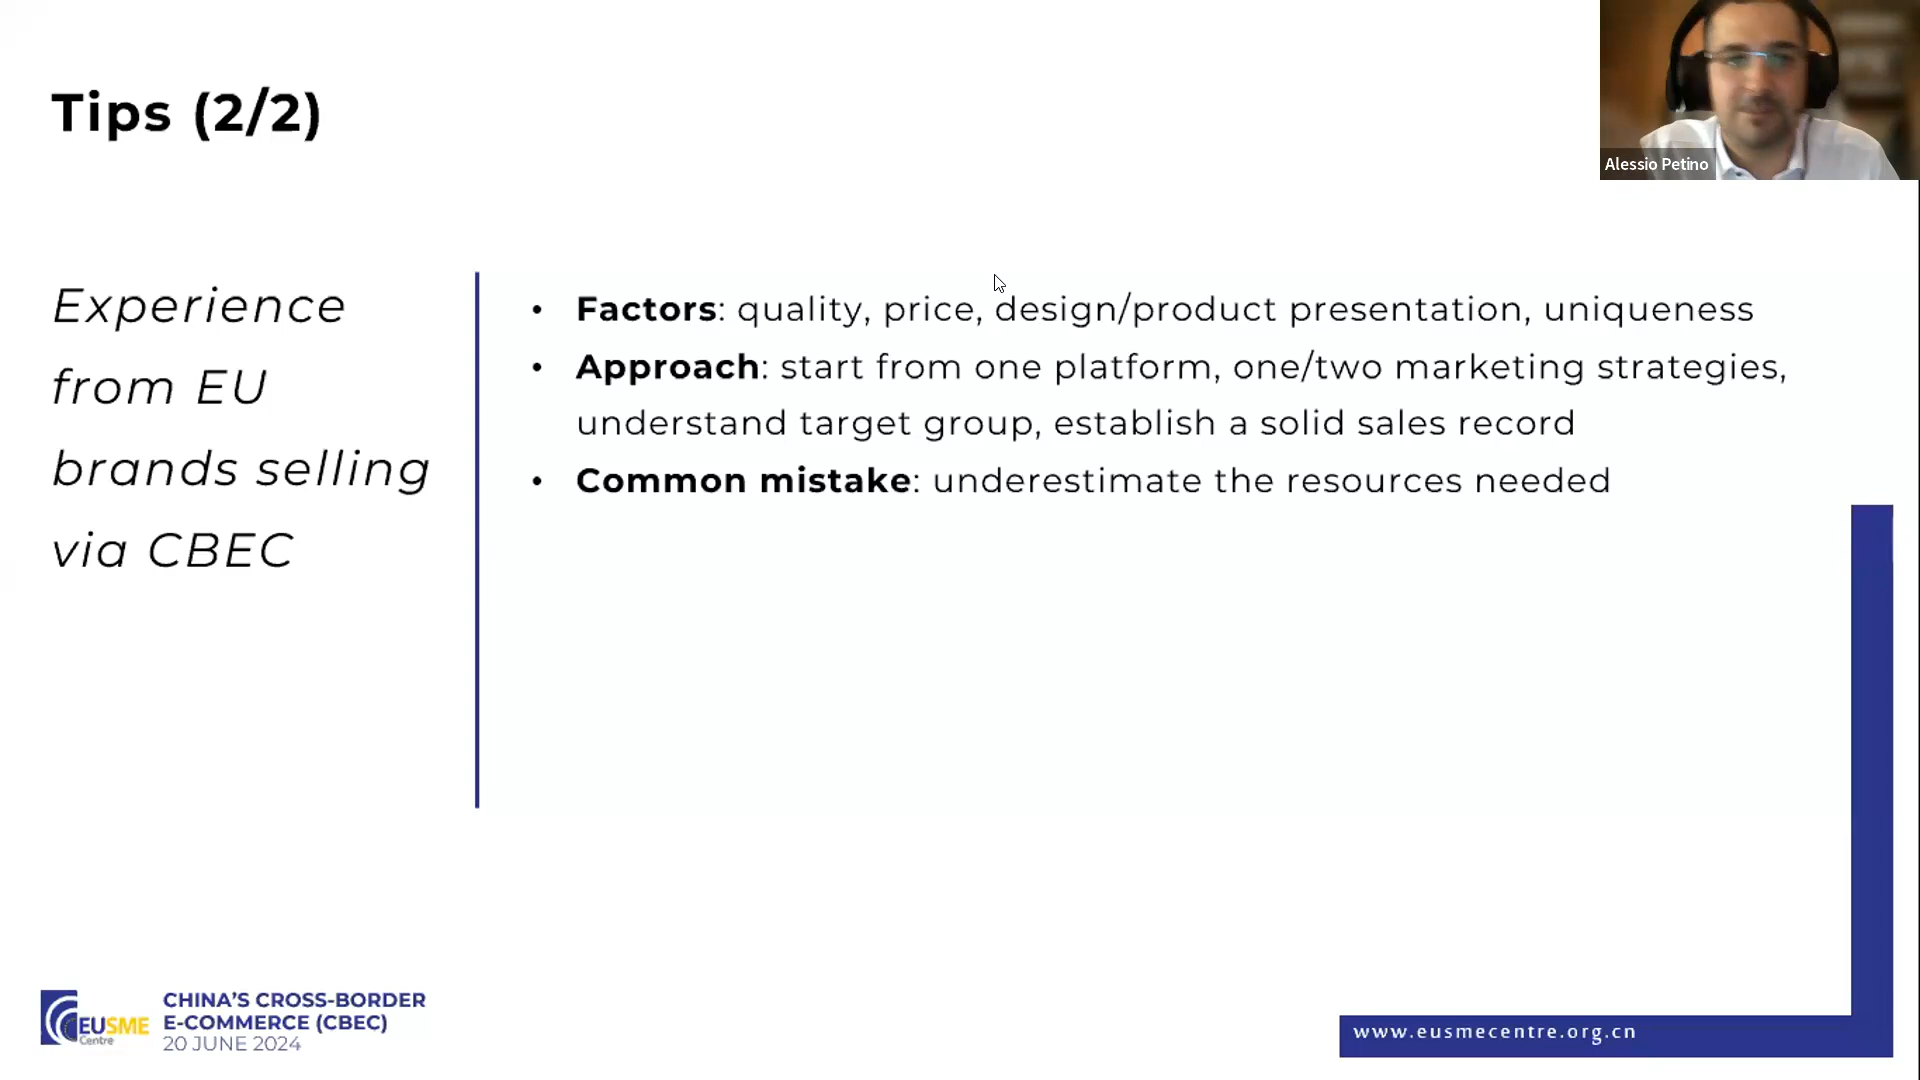 Tips (2/2)
Alessio Petino
Experience
from EU
brands selling
via CBEC
• Factors: quality, price, design/product presentation, uniqueness
• Approach: start from one platform, one/two marketing strategies,
understand target group, establish a solid sales record
• Common mistake: underestimate the resources needed
EUSME
Centre
CHINA'S CROSS-BORDER
E-COMMERCE (CBEC)
20 JUNE 2024
www.eusmecentre.org.cn